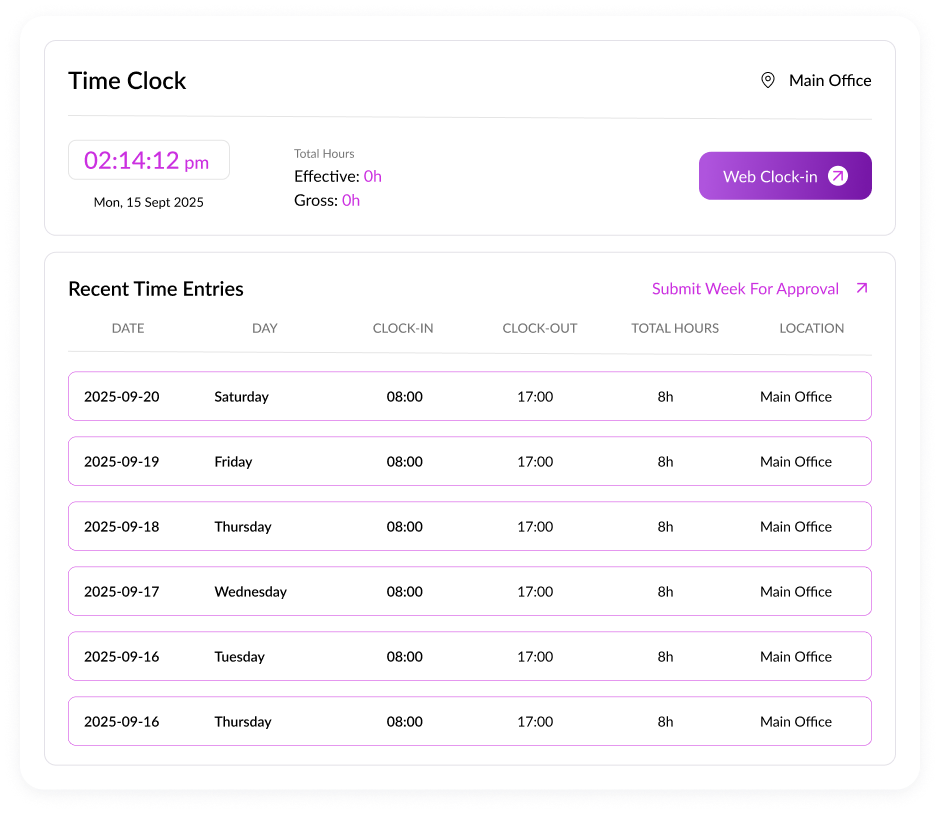 Time Clock
Main Office
02:14:12 pm
Mon, 15 Sept 2025
Total Hours
Effective: 0h
Gross: 0h
Web Clock-in
Recent Time Entries
Submit Week For Approval
DATE DAY CLOCK-IN CLOCK-OUT TOTAL HOURS LOCATION
2025-09-20 Saturday 08:00 17:00 8h Main Office
2025-09-19 Friday 08:00 17:00 8h Main Office
2025-09-18 Thursday 08:00 17:00 8h Main Office
2025-09-17 Wednesday 08:00 17:00 8h Main Office
2025-09-16 Tuesday 08:00 17:00 8h Main Office
2025-09-16 Thursday 08:00 17:00 8h Main Office